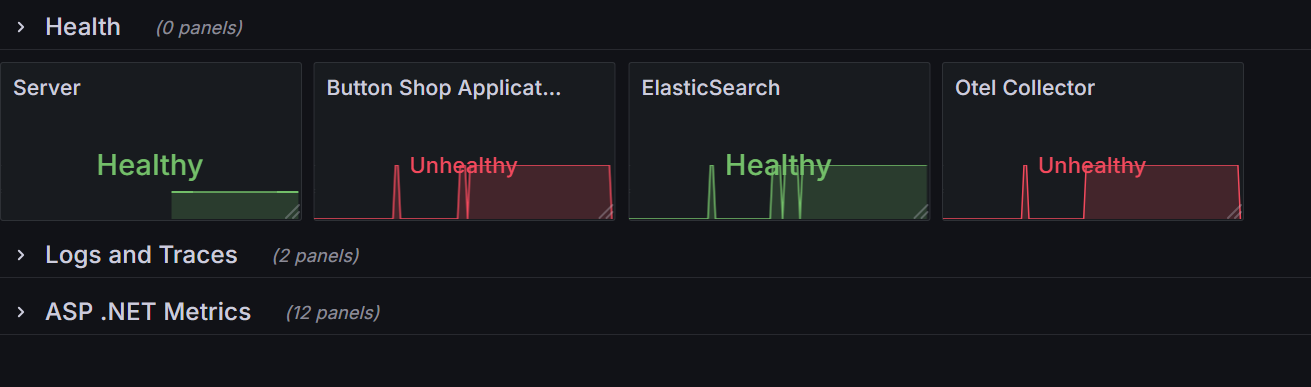 Health (0 panels)
Server
Button Shop Applicat...
ElasticSearch
Otel Collector
Healthy
Unhealthy
Healthy
Unhealthy
Logs and Traces (2 panels)
ASP .NET Metrics (12 panels)